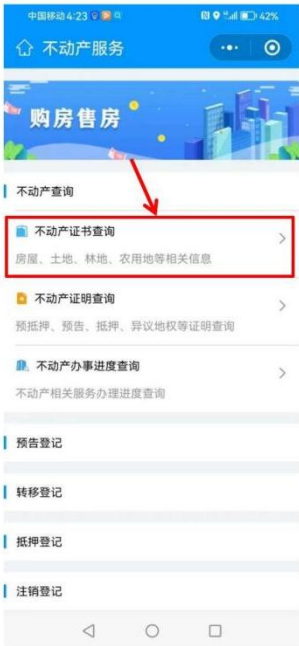 中国移动4:23
42%
不动产服务
购房售房
不动产查询
不动产证书查询
房屋、土地、林地、农用地等相关信息
不动产证明查询
预抵押、预告、抵押、异议地权等证明查询
不动产办事进度查询
不动产相关服务办理进度查询
预告登记
转移登记
抵押登记
注销登记